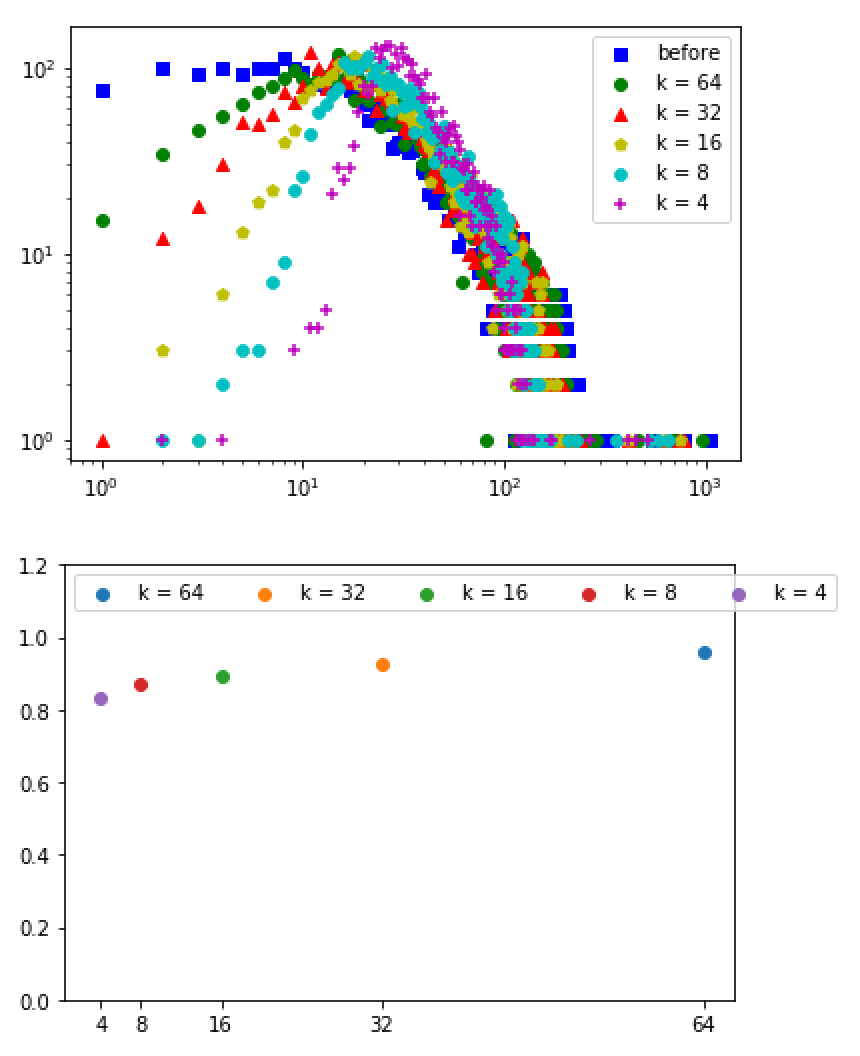 10²
10¹
10⁰
before
k = 64
k = 32
k = 16
k = 8
k = 4
10⁰ 10¹ 10² 10³
1.2
1.0
0.8
0.6
0.4
0.2
0.0
k = 64 k = 32 k = 16 k = 8 k = 4
4 8 16 32 64